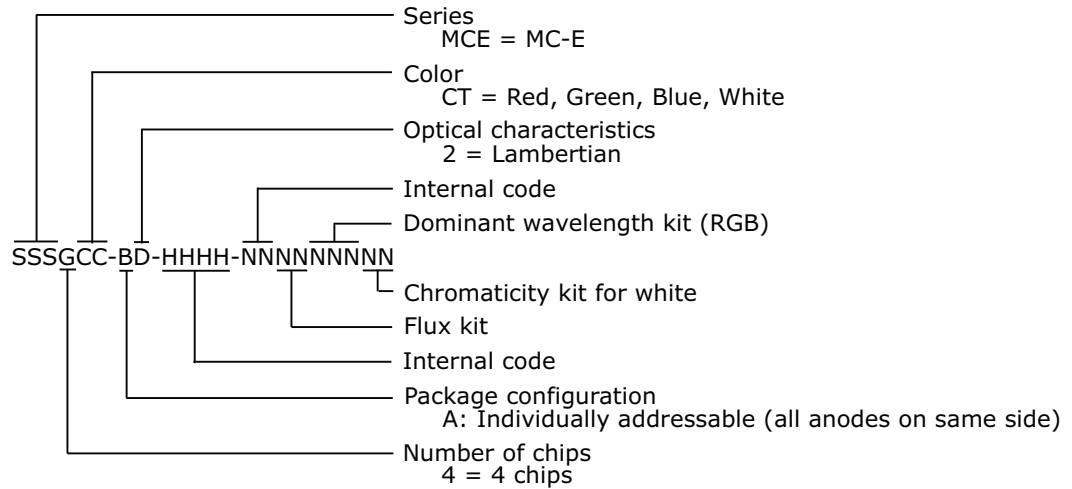 Series
MCE = MC-E
Color
CT = Red, Green, Blue, White
Optical characteristics
2 = Lambertian
Internal code
Dominant wavelength kit (RGB)
SSSGCC-BD-HHHH-NNNNNNNNN
Chromaticity kit for white
Flux kit
Internal code
Package configuration
A: Individually addressable (all anodes on same side)
Number of chips
4 = 4 chips